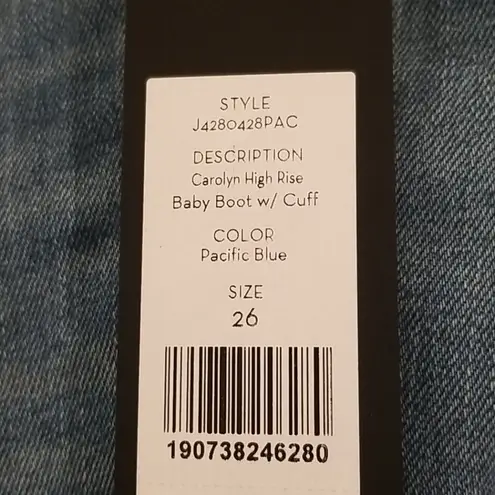 STYLE
J4280428PAC
DESCRIPTION
Carolyn High Rise
Baby Boot w/ Cuff
COLOR
Pacific Blue
SIZE
26
190738246280